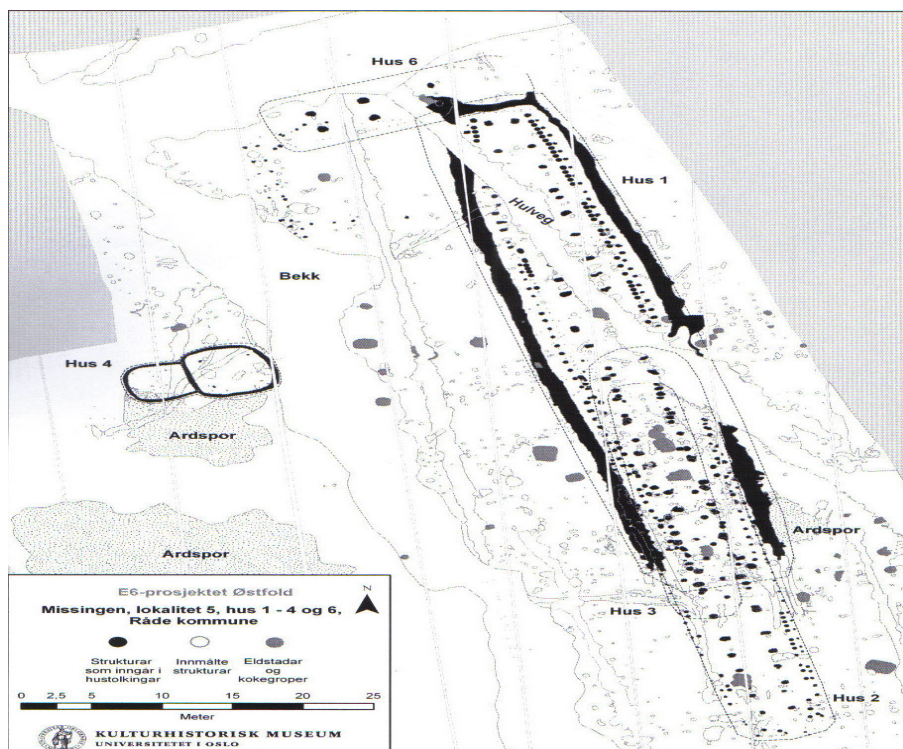 Hus 6
Hus 1
Hulveg
Bekk
Hus 4
Ardspor
Ardspor
Ardspor
Hus 3
Hus 2
E6-prosjektet Østfold
Missingen, lokalitet 5, hus 1 - 4 og 6,
Råde kommune
N
Strukturar
som inngår i
hustolkingar
Innmålte
strukturar
Eldstadar
og
kokegroper
0 2,5 5 10 15 20 25
Meter
KULTURHISTORISK MUSEUM
UNIVERSITETET I OSLO